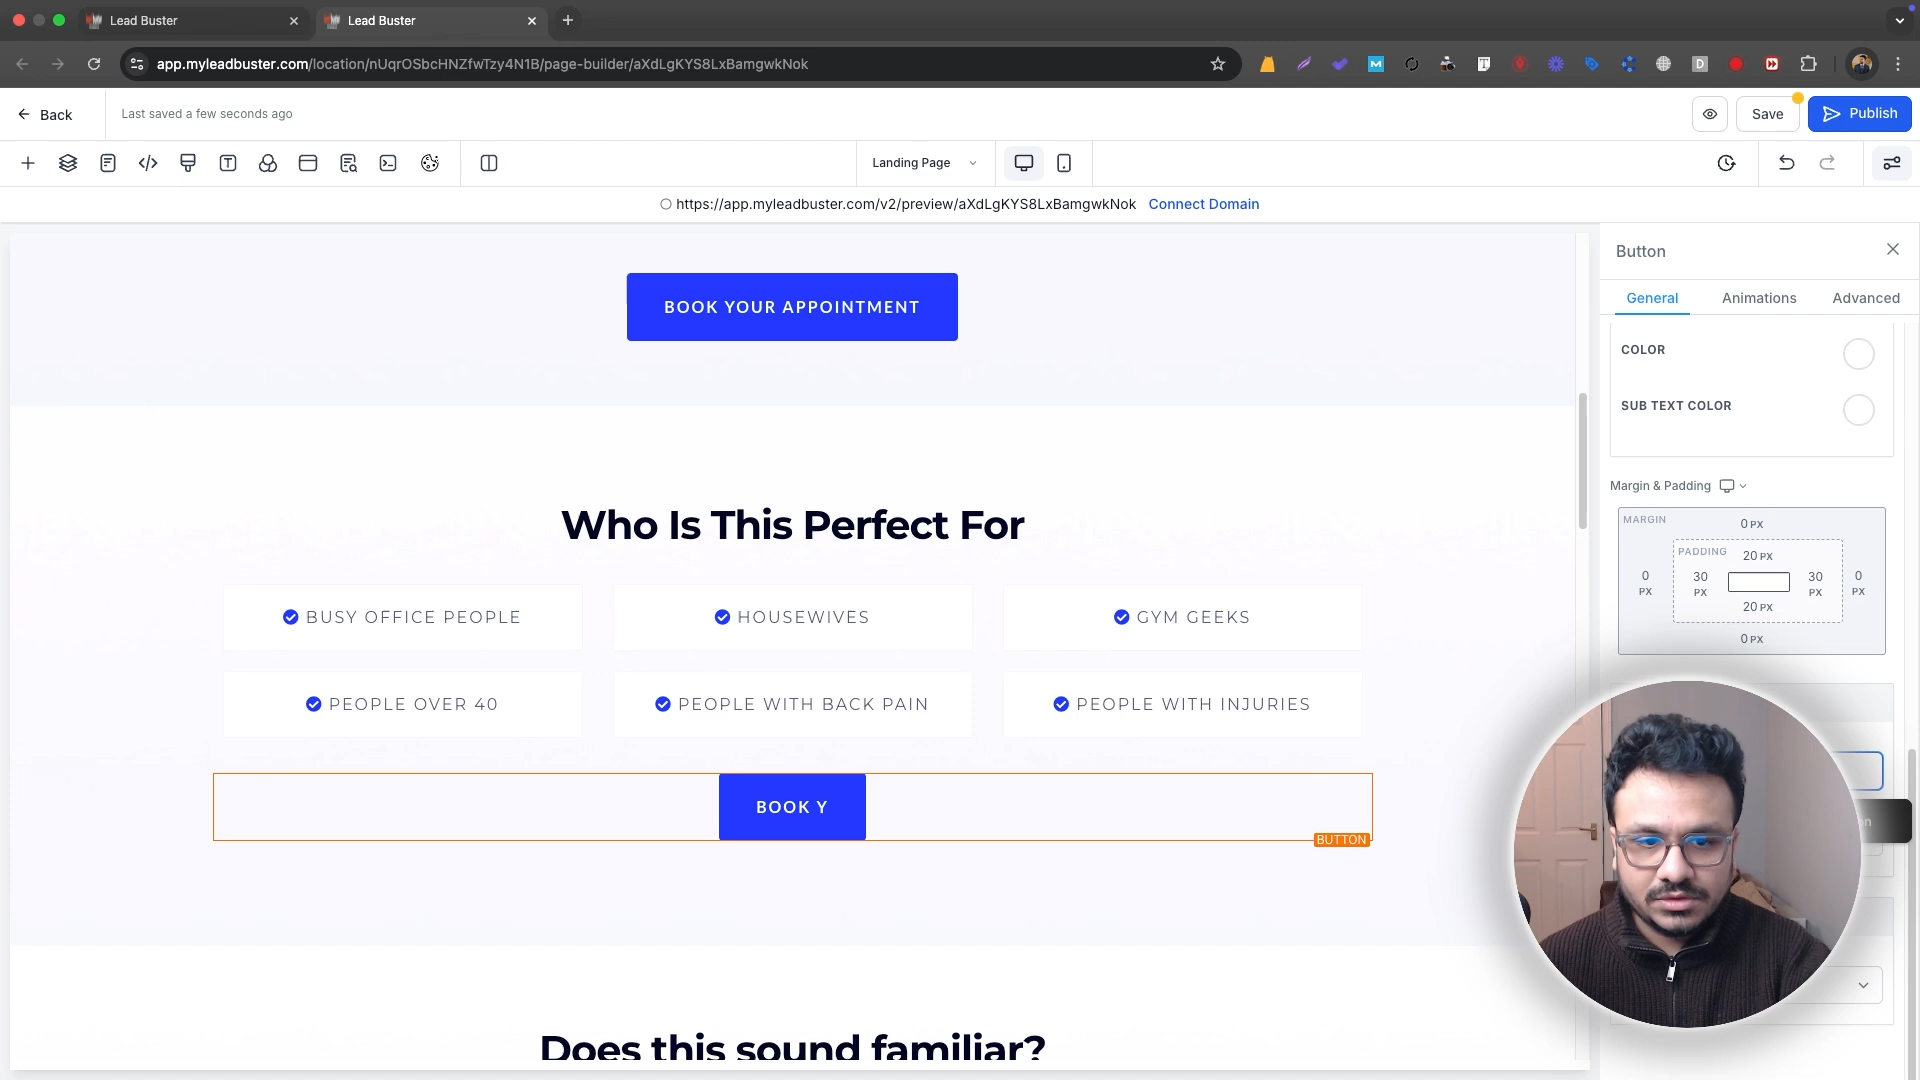 Lead Buster
Lead Buster
app.myleadbuster.com/location/nUqrOSbcHNZfwTzy4N1B/page-builder/aXdLgKYS8LxBamgwkNok
Back
Last saved a few seconds ago
Save
Publish
Landing Page
https://app.myleadbuster.com/v2/preview/aXdLgKYS8LxBamgwkNok Connect Domain
BOOK YOUR APPOINTMENT
Who Is This Perfect For
BUSY OFFICE PEOPLE
HOUSEWIVES
GYM GEEKS
PEOPLE OVER 40
PEOPLE WITH BACK PAIN
PEOPLE WITH INJURIES
BOOK Y
BUTTON
Does this sound familiar?
Button
General Animations Advanced
COLOR
SUB TEXT COLOR
Margin & Padding
MARGIN
0 PX
PADDING
20 PX
0 PX
30 PX
30 PX
0 PX
20 PX
0 PX